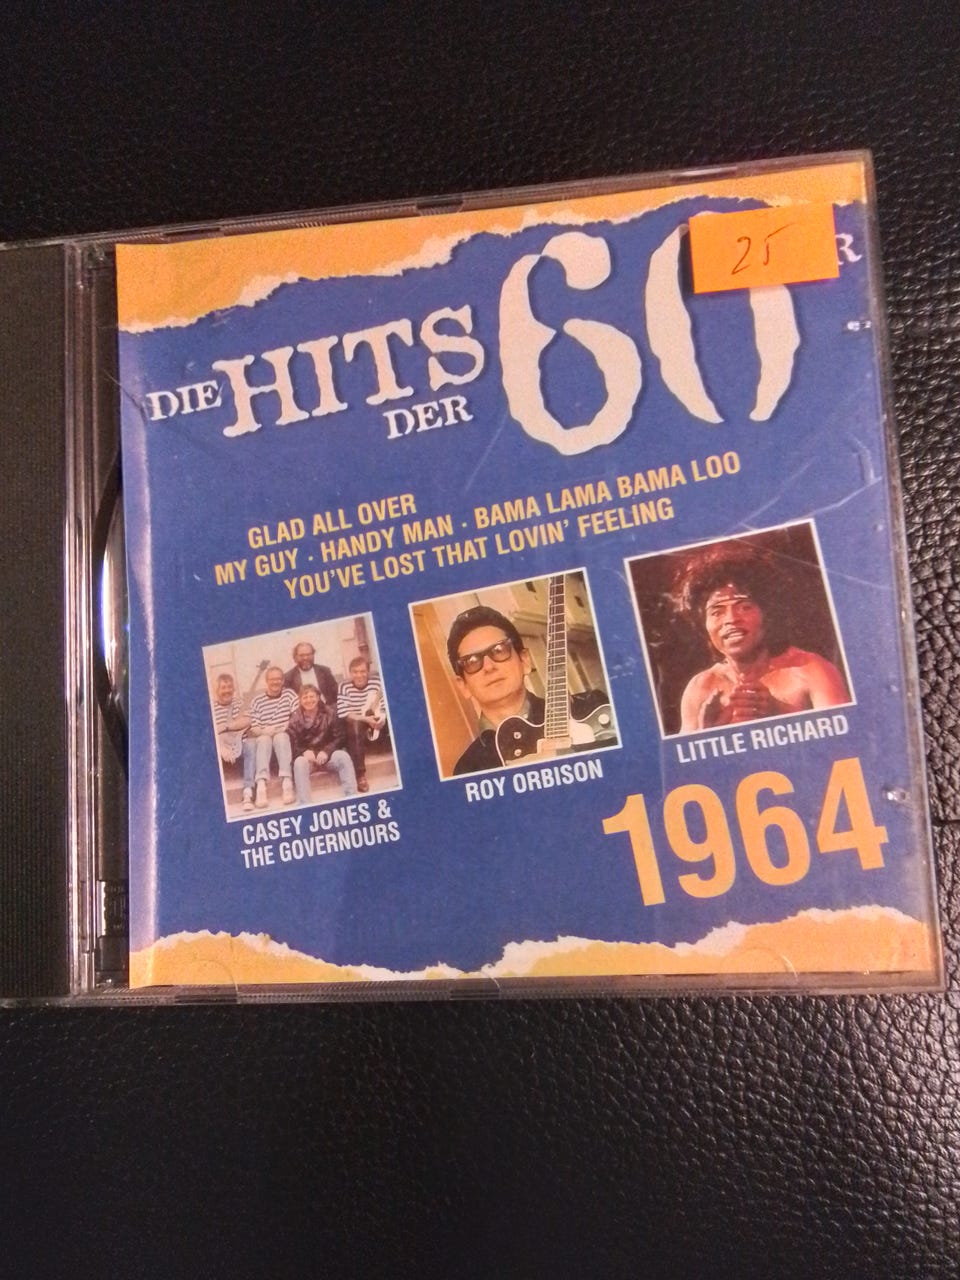 25
DIE HITS DER 60 R
GLAD ALL OVER
MY GUY · HANDY MAN · BAMA LAMA BAMA LOO
YOU'VE LOST THAT LOVIN' FEELING
CASEY JONES &
THE GOVERNOURS
ROY ORBISON
LITTLE RICHARD
1964